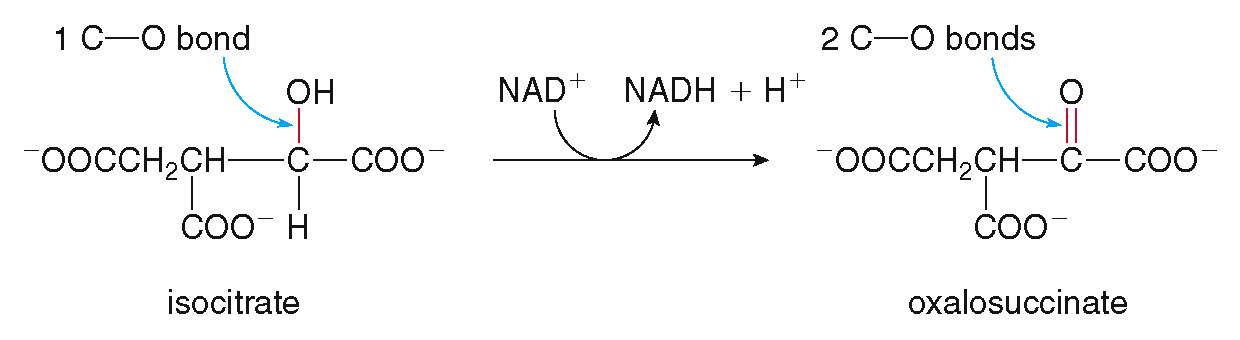 1 C—O bond
2 C—O bonds
OH
NAD⁺
NADH + H⁺
O
⁻OOCCH₂CH—C—COO⁻
⁻OOCCH₂CH—C—COO⁻
COO⁻ H
COO⁻
isocitrate
oxalosuccinate